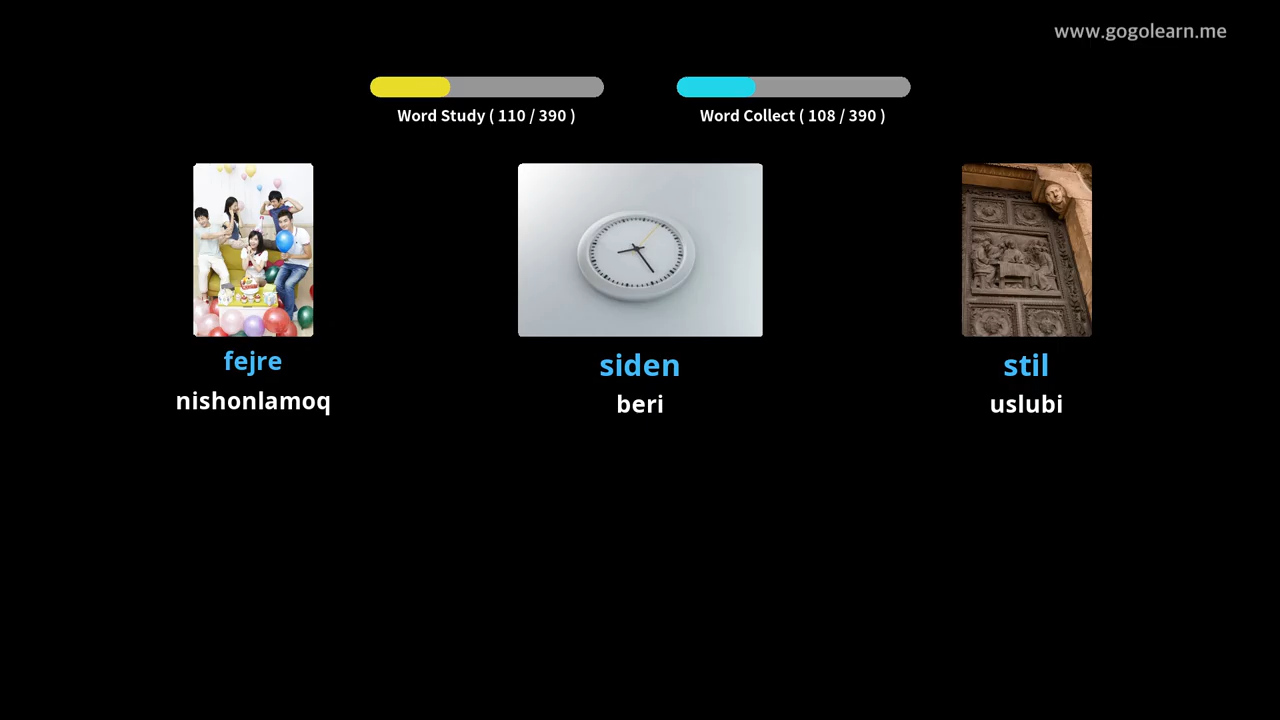 www.gogolearn.me
Word Study ( 110 / 390 )
Word Collect ( 108 / 390 )
fejre
nishonlamoq
siden
beri
stil
uslubi